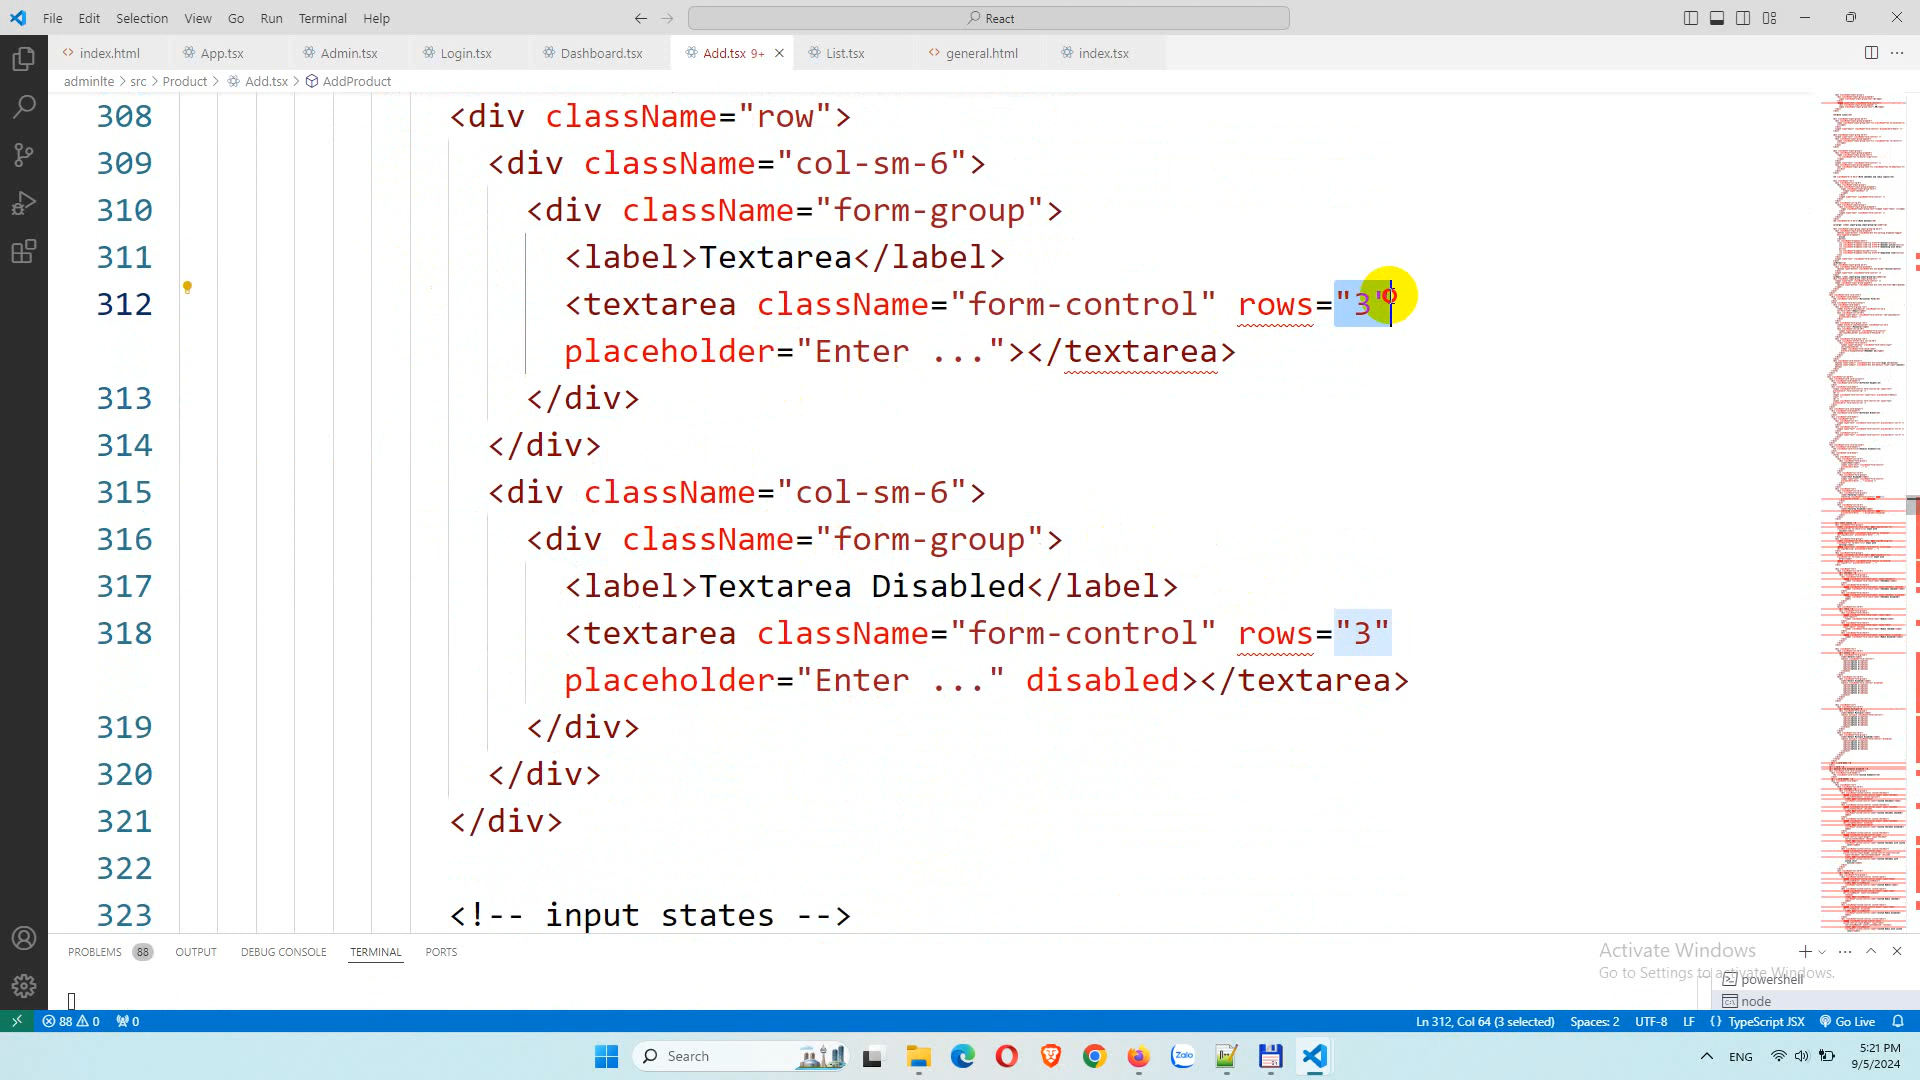 File Edit Selection View Go Run Terminal Help
React
index.html App.tsx Admin.tsx Login.tsx Dashboard.tsx Add.tsx 9+ List.tsx general.html index.tsx
adminlte > src > Product > Add.tsx > AddProduct
308 <div className="row">
309 <div className="col-sm-6">
310 <div className="form-group">
311 <label>Textarea</label>
312 <textarea className="form-control" rows="3"
placeholder="Enter ..."></textarea>
313 </div>
314 </div>
315 <div className="col-sm-6">
316 <div className="form-group">
317 <label>Textarea Disabled</label>
318 <textarea className="form-control" rows="3"
placeholder="Enter ..." disabled></textarea>
319 </div>
320 </div>
321 </div>
322
323 <!-- input states -->
PROBLEMS 88 OUTPUT DEBUG CONSOLE TERMINAL PORTS
Activate Windows
Go to Settings to activate Windows.
powershell
node
88 0 0 Ln 312, Col 64 (3 selected) Spaces: 2 UTF-8 LF {} TypeScript JSX Go Live
Search
Zalo
ENG
5:21 PM
9/5/2024